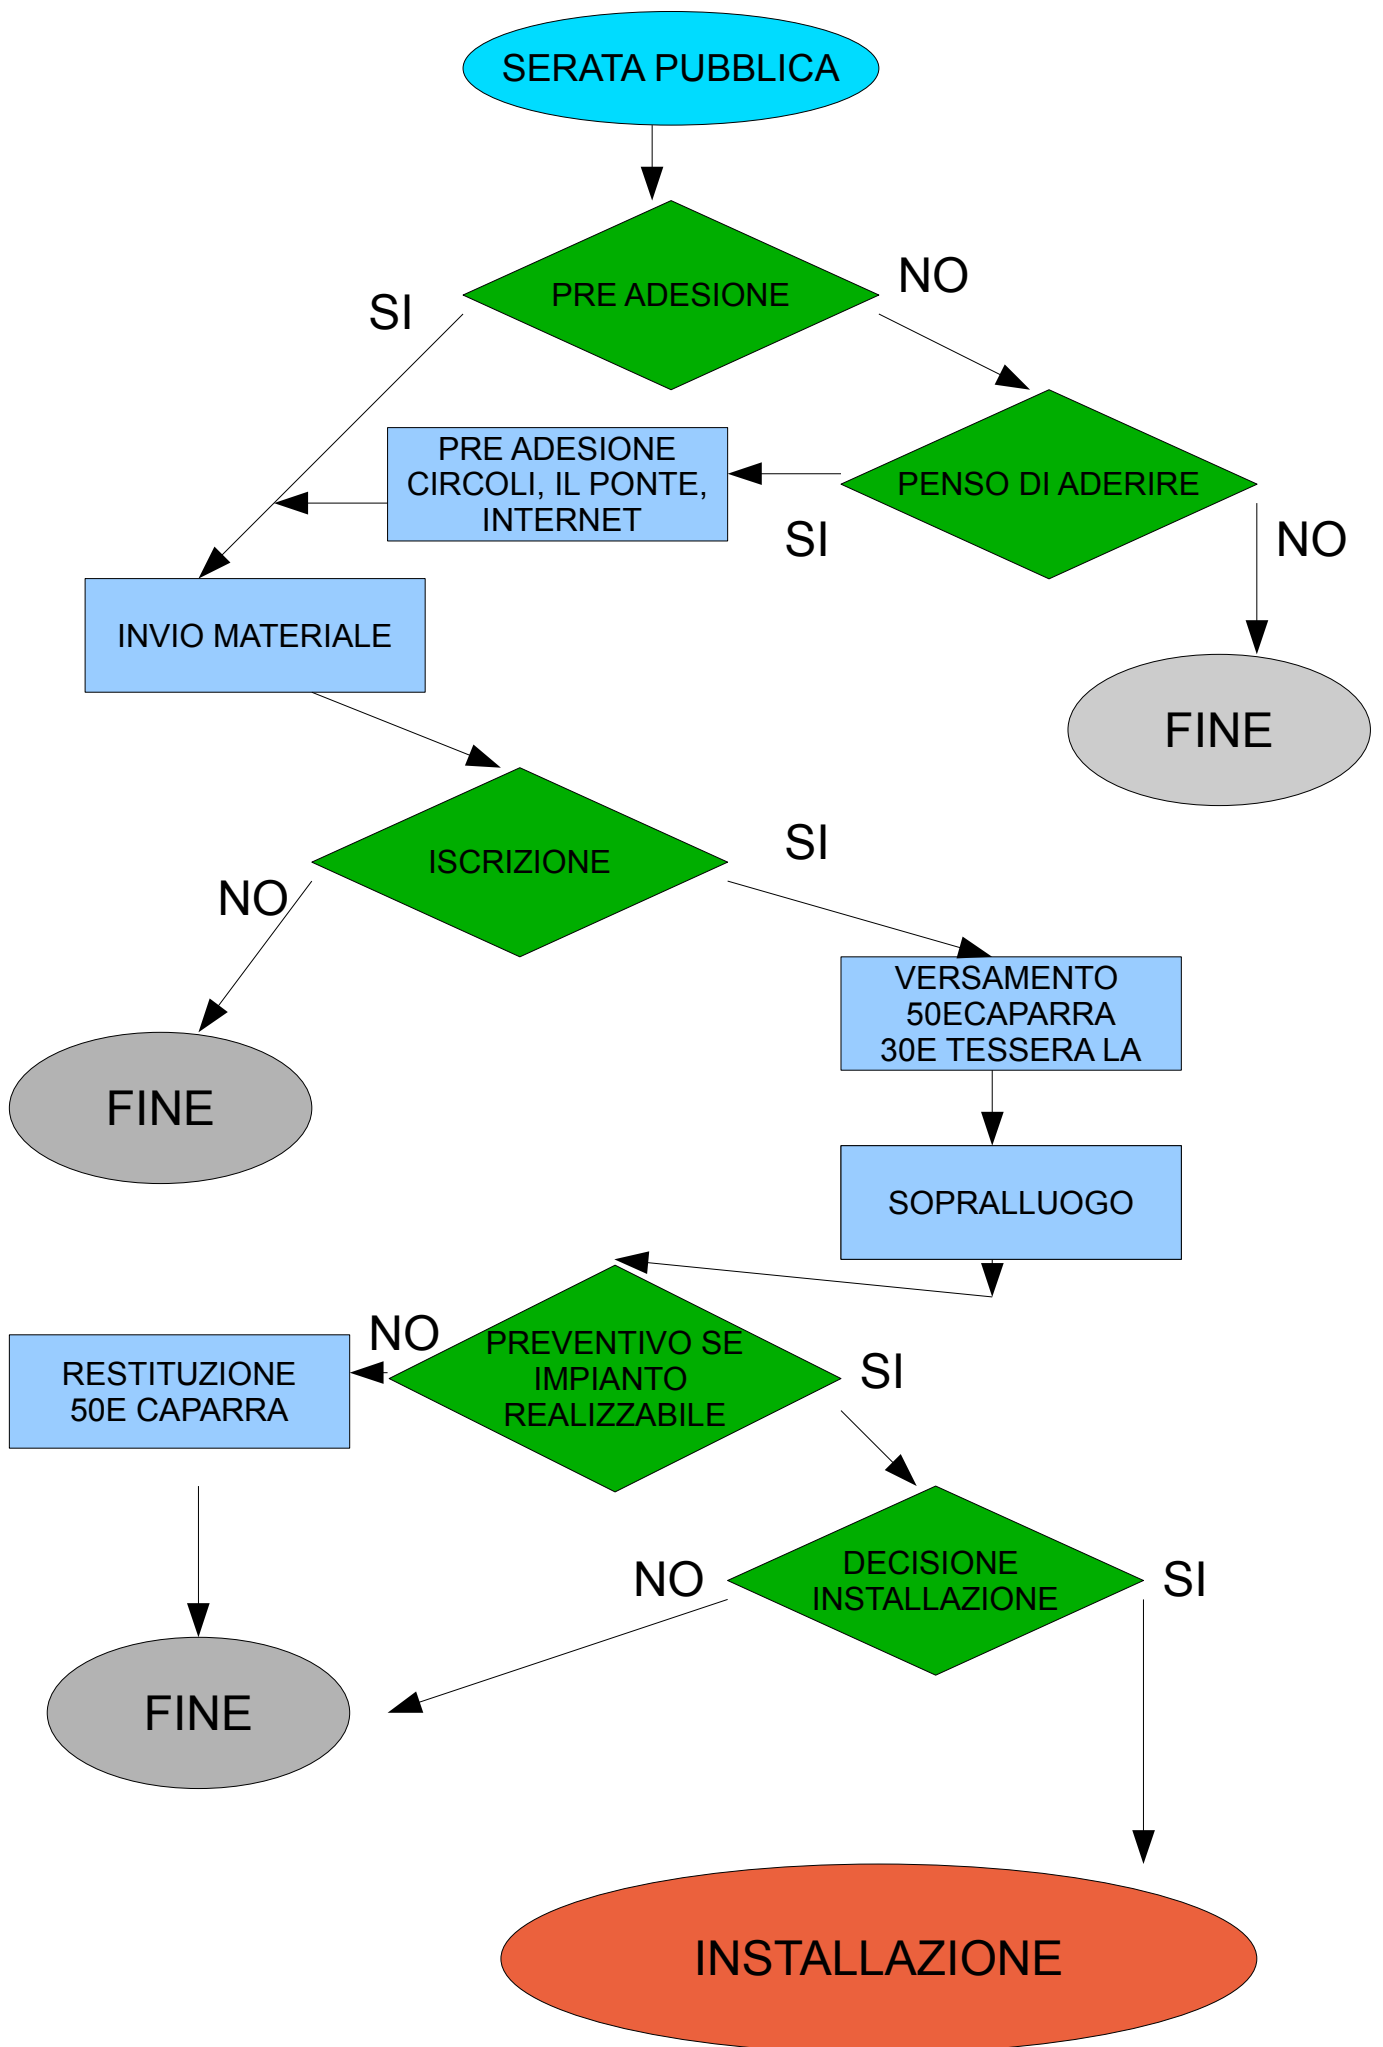 SERATA PUBBLICA
PRE ADESIONE
NO
SI
PRE ADESIONE
CIRCOLI, IL PONTE,
INTERNET
PENSO DI ADERIRE
SI
NO
INVIO MATERIALE
FINE
ISCRIZIONE
SI
NO
VERSAMENTO
50ECAPARRA
30E TESSERA LA
FINE
SOPRALLUOGO
NO
PREVENTIVO SE
IMPIANTO
REALIZZABILE
SI
RESTITUZIONE
50E CAPARRA
NO
DECISIONE
INSTALLAZIONE
SI
FINE
INSTALLAZIONE